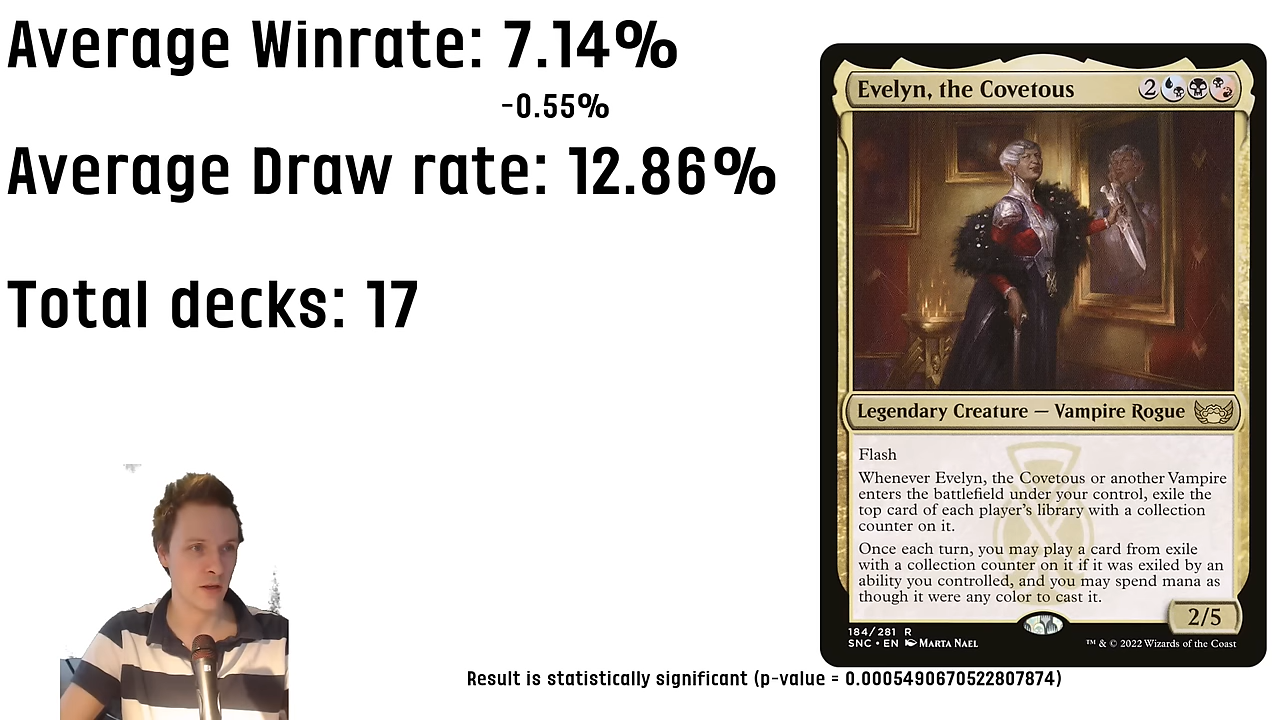 Average Winrate: 7.14%
-0.55%
Average Draw rate: 12.86%
Total decks: 17
Evelyn, the Covetous 2
Legendary Creature — Vampire Rogue
Flash
Whenever Evelyn, the Covetous or another Vampire
enters the battlefield under your control, exile the
top card of each player's library with a collection
counter on it.
Once each turn, you may play a card from exile
with a collection counter on it if it was exiled by an
ability you controlled, and you may spend mana as
though it were any color to cast it.
2/5
184/281 R
SNC • EN MARTA NAEL
™ & © 2022 Wizards of the Coast
Result is statistically significant (p-value = 0.0005490670522807874)